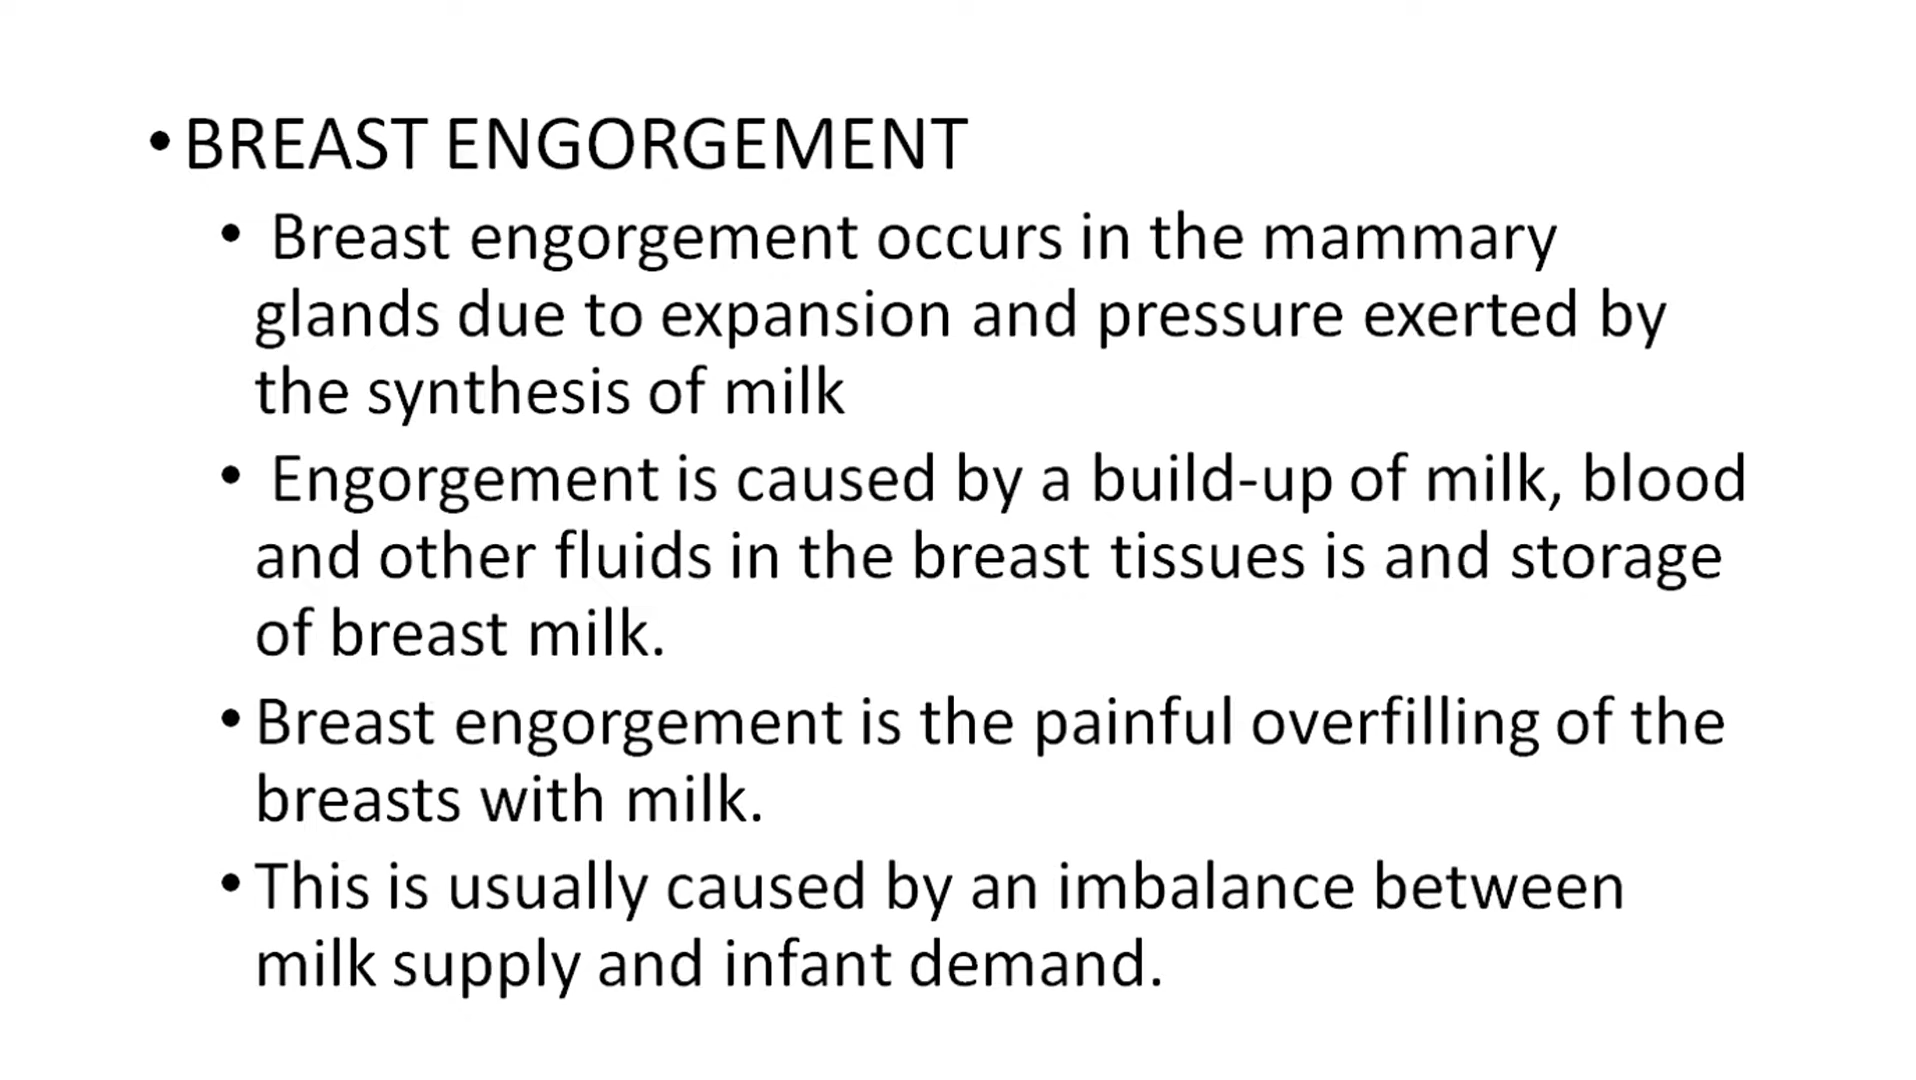 • BREAST ENGORGEMENT
• Breast engorgement occurs in the mammary
glands due to expansion and pressure exerted by
the synthesis of milk
• Engorgement is caused by a build-up of milk, blood
and other fluids in the breast tissues is and storage
of breast milk.
• Breast engorgement is the painful overfilling of the
breasts with milk.
• This is usually caused by an imbalance between
milk supply and infant demand.